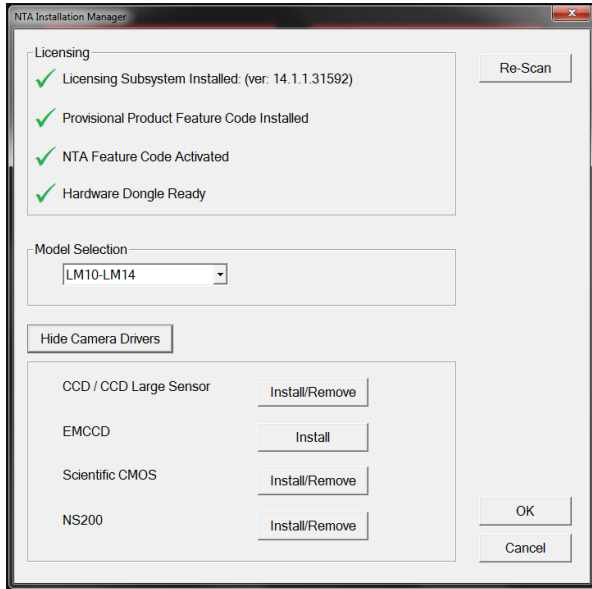 NTA Installation Manager
Licensing
Licensing Subsystem Installed: (ver: 14.1.1.31592)
Re-Scan
Provisional Product Feature Code Installed
NTA Feature Code Activated
Hardware Dongle Ready
Model Selection
LM10-LM14
Hide Camera Drivers
CCD / CCD Large Sensor
Install/Remove
EMCCD
Install
Scientific CMOS
Install/Remove
NS200
Install/Remove
OK
Cancel